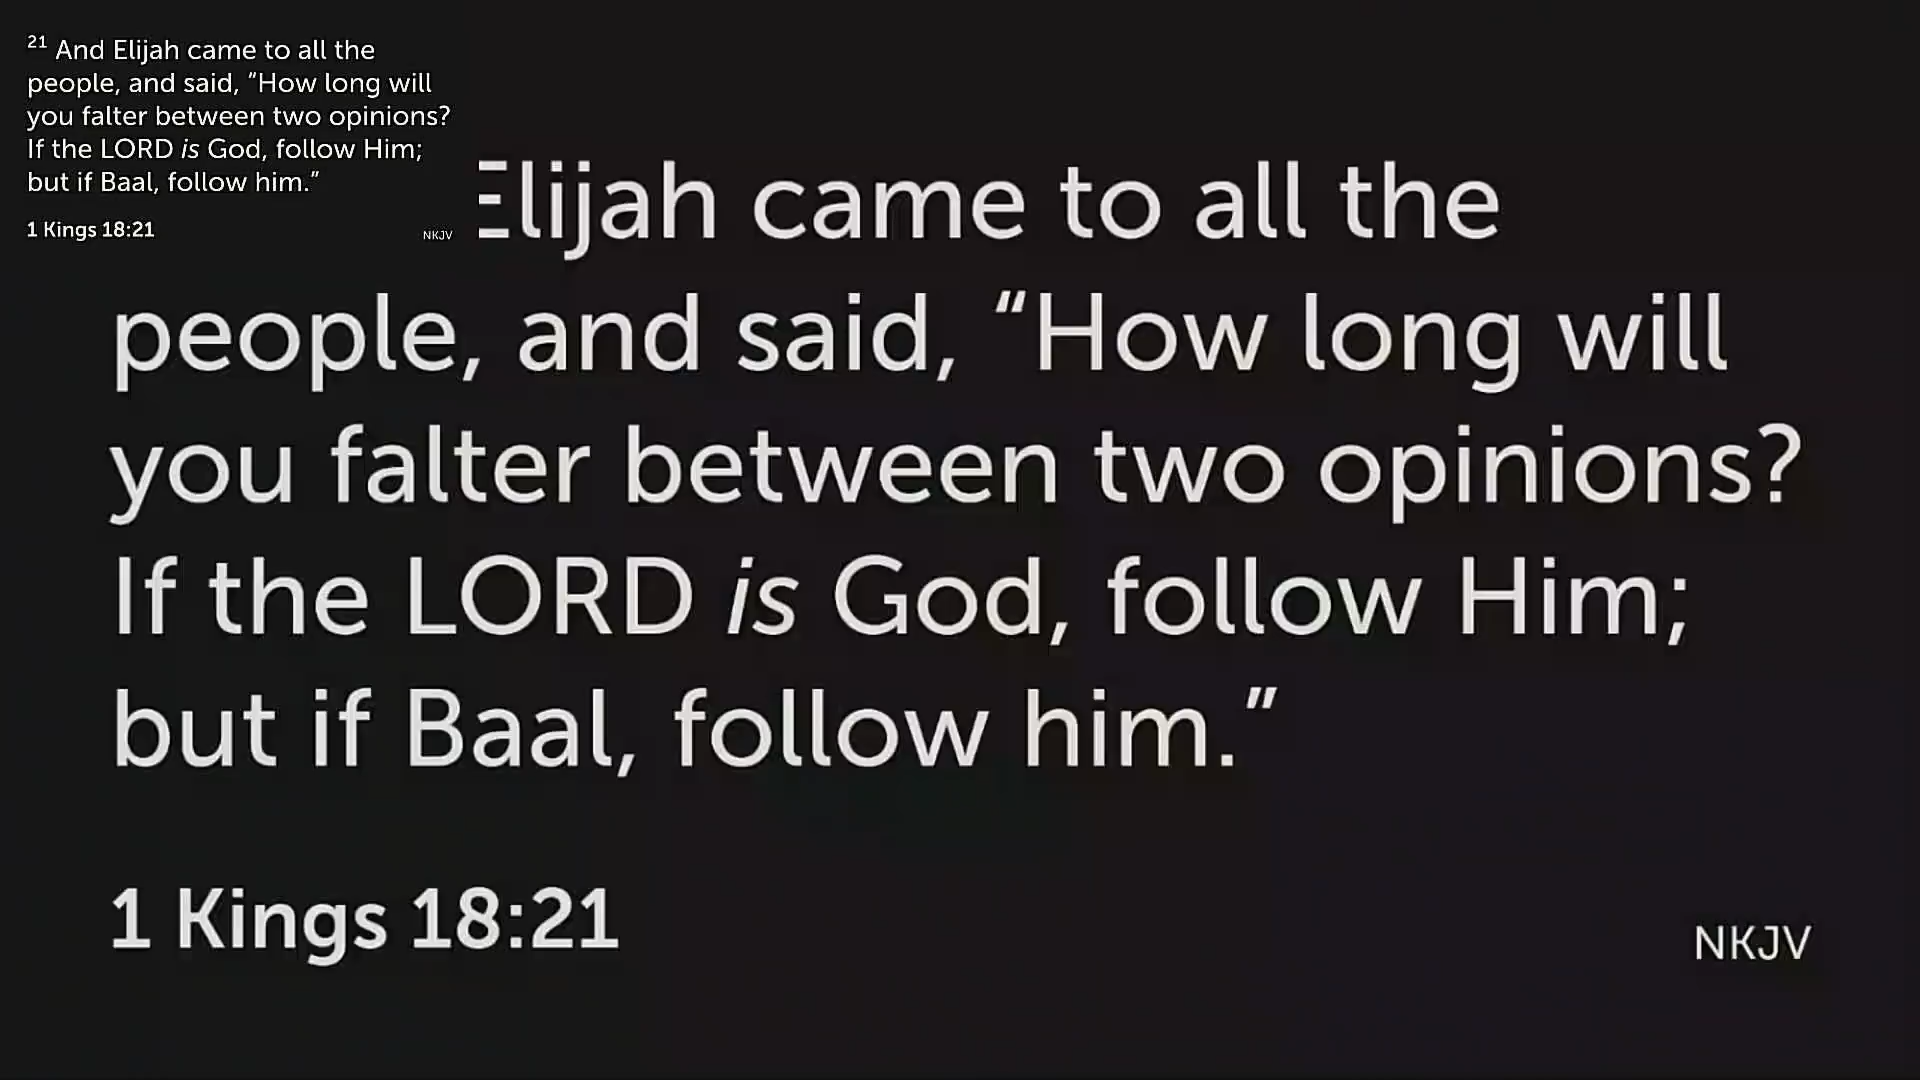 21 And Elijah came to all the
people, and said, “How long will
you falter between two opinions?
If the LORD is God, follow Him;
but if Baal, follow him.”
1 Kings 18:21
NKJV
Elijah came to all the
people, and said, “How long will
you falter between two opinions?
If the LORD is God, follow Him;
but if Baal, follow him.”
1 Kings 18:21
NKJV